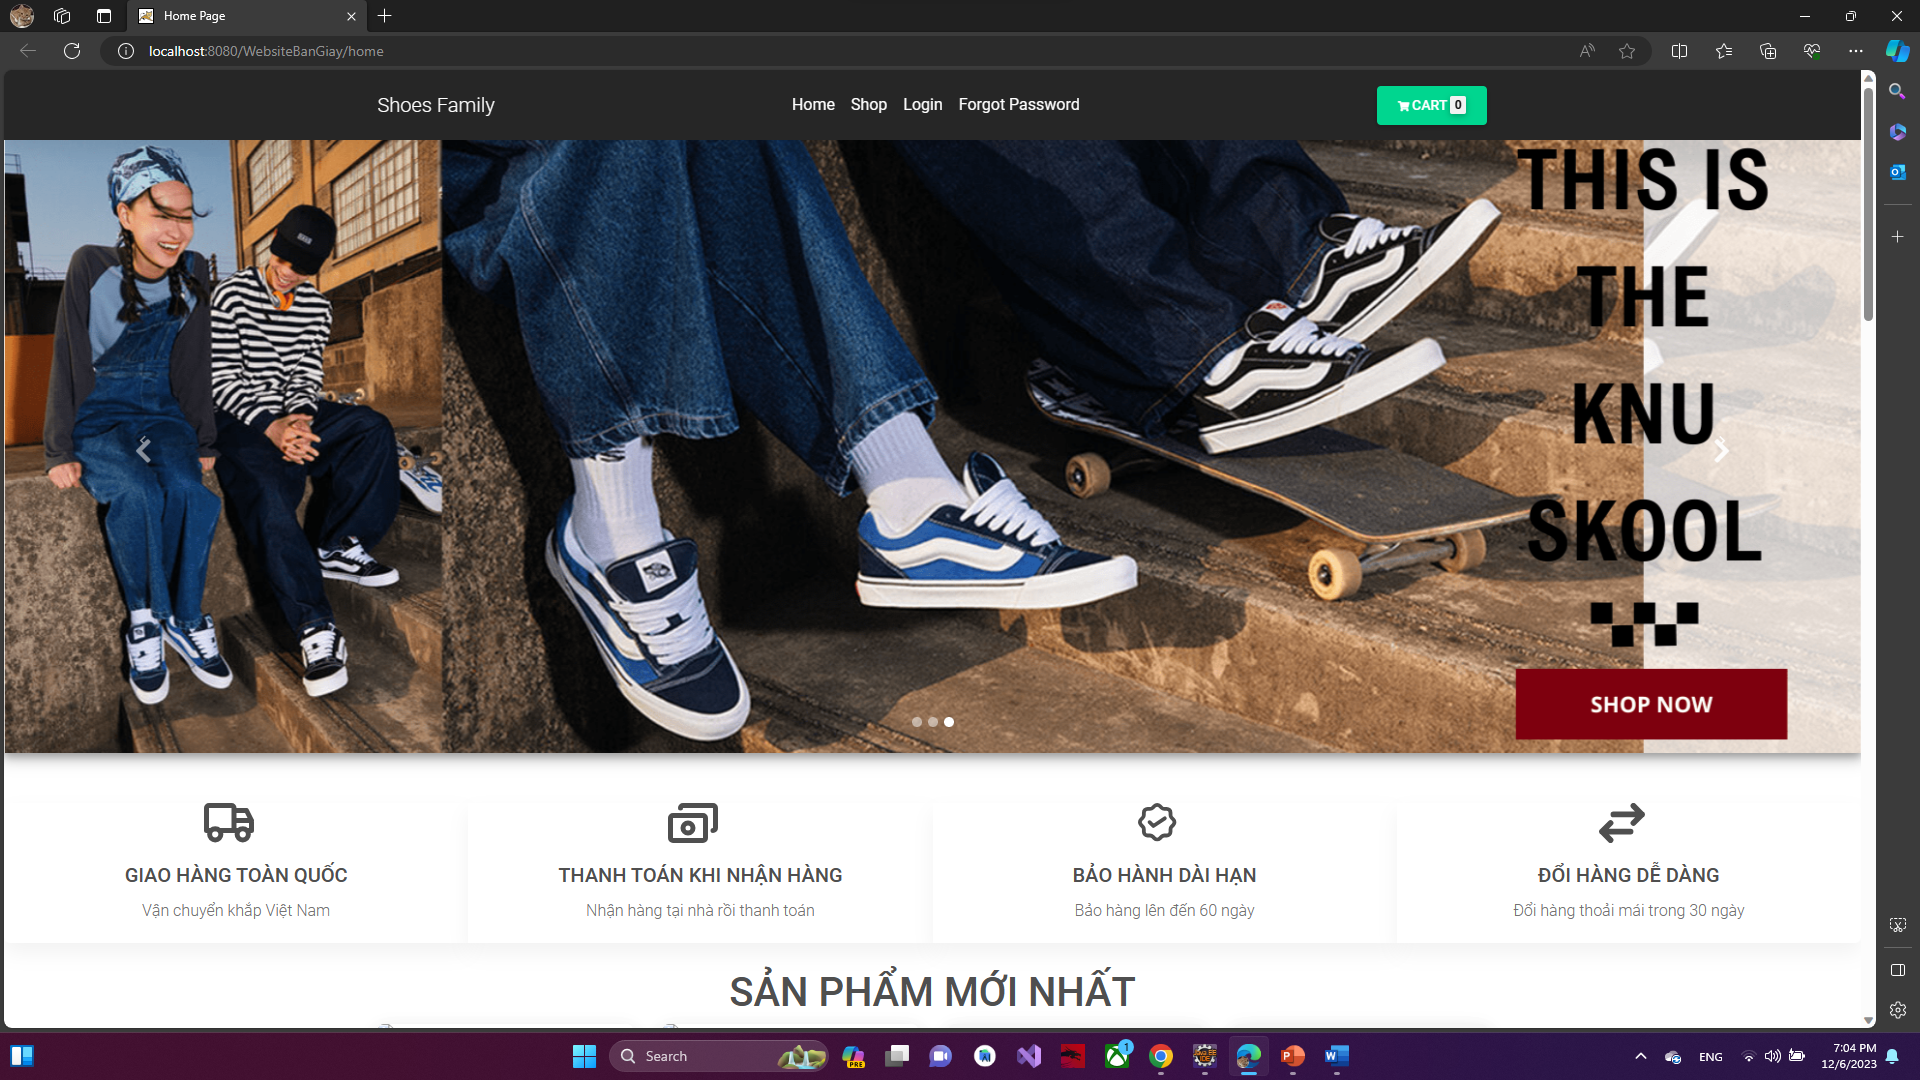 Home Page
localhost:8080/WebsiteBanGiay/home
Shoes Family
Home
Shop
Login
Forgot Password
CART 0
THIS IS
THE
KNU
SKOOL
SHOP NOW
GIAO HÀNG TOÀN QUỐC
Vận chuyển khắp Việt Nam
THANH TOÁN KHI NHẬN HÀNG
Nhận hàng tại nhà rồi thanh toán
BẢO HÀNH DÀI HẠN
Bảo hàng lên đến 60 ngày
ĐỔI HÀNG DỄ DÀNG
Đổi hàng thoải mái trong 30 ngày
SẢN PHẨM MỚI NHẤT
Search
PRE
1
ENG
7:04 PM
12/6/2023